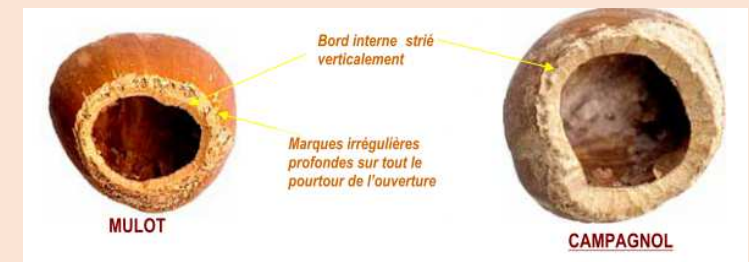 Bord interne strié
verticalement
Marques irrégulières
profondes sur tout le
pourtour de l'ouverture
MULOT
CAMPAGNOL